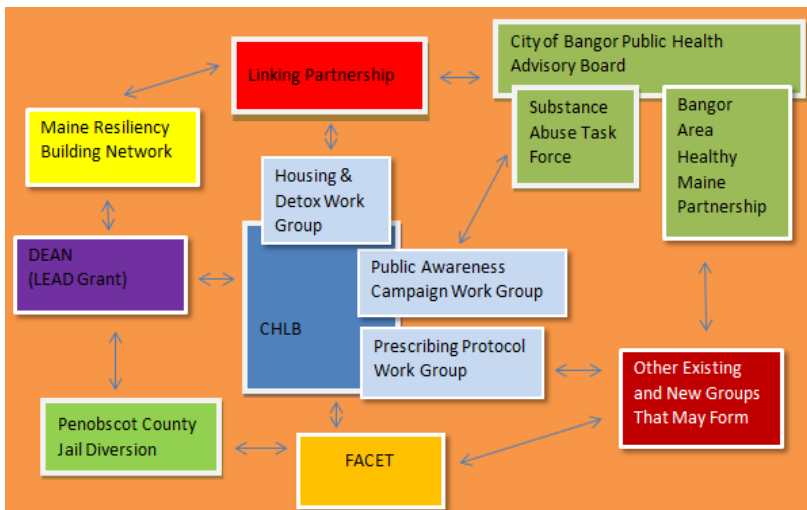 City of Bangor Public Health
Advisory Board
Linking Partnership
Substance
Abuse Task
Force
Bangor
Area
Healthy
Maine
Partnership
Maine Resiliency
Building Network
Housing &
Detox Work
Group
DEAN
(LEAD Grant)
Public Awareness
Campaign Work Group
CHLB
Prescribing Protocol
Work Group
Other Existing
and New Groups
That May Form
Penobscot County
Jail Diversion
FACET